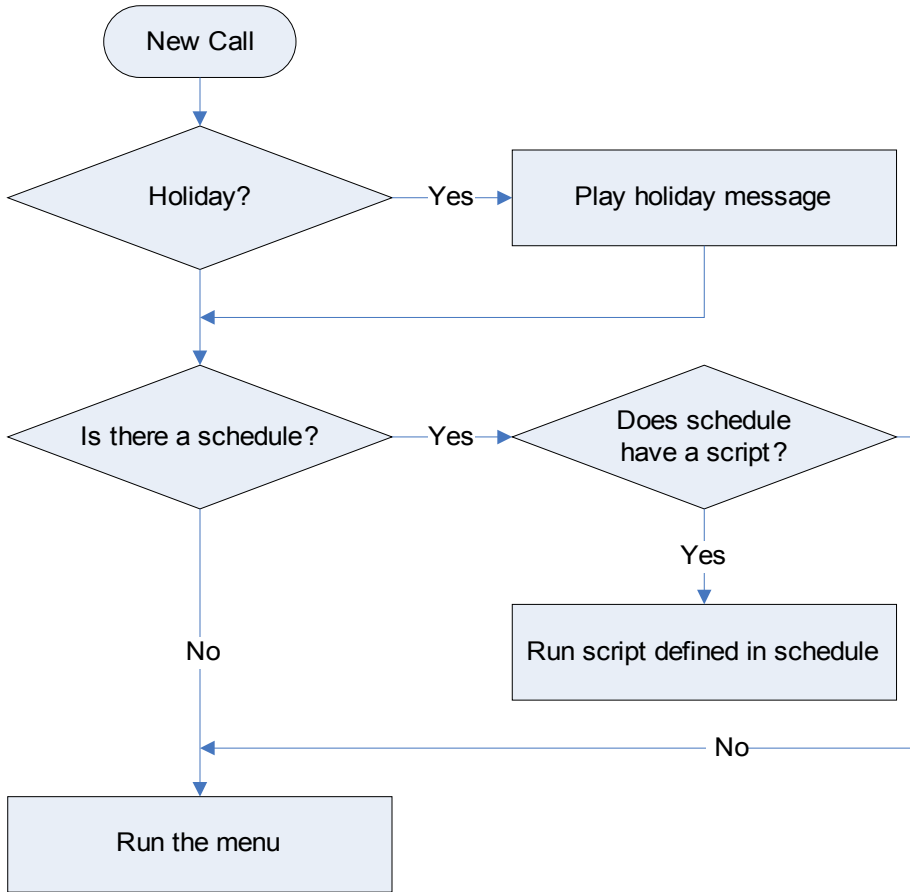 New Call
Holiday?
Yes
Play holiday message
Is there a schedule?
Yes
Does schedule
have a script?
Yes
Run script defined in schedule
No
No
Run the menu